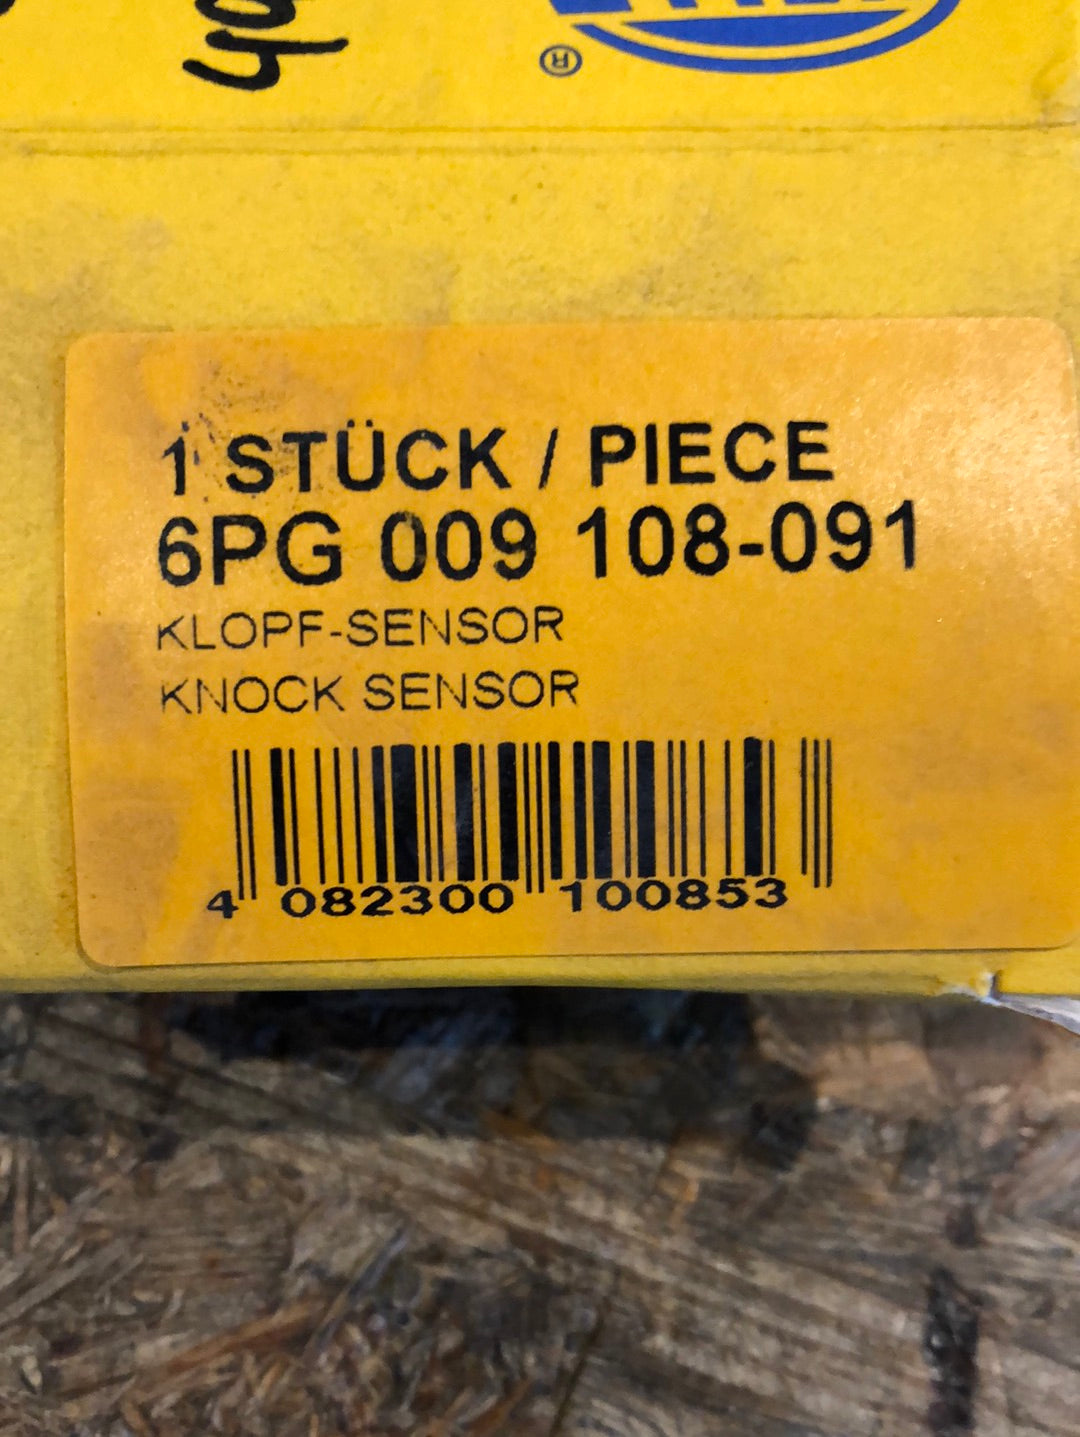 ®
1 STÜCK / PIECE
6PG 009 108-091
KLOPF-SENSOR
KNOCK SENSOR
4 082300 100853